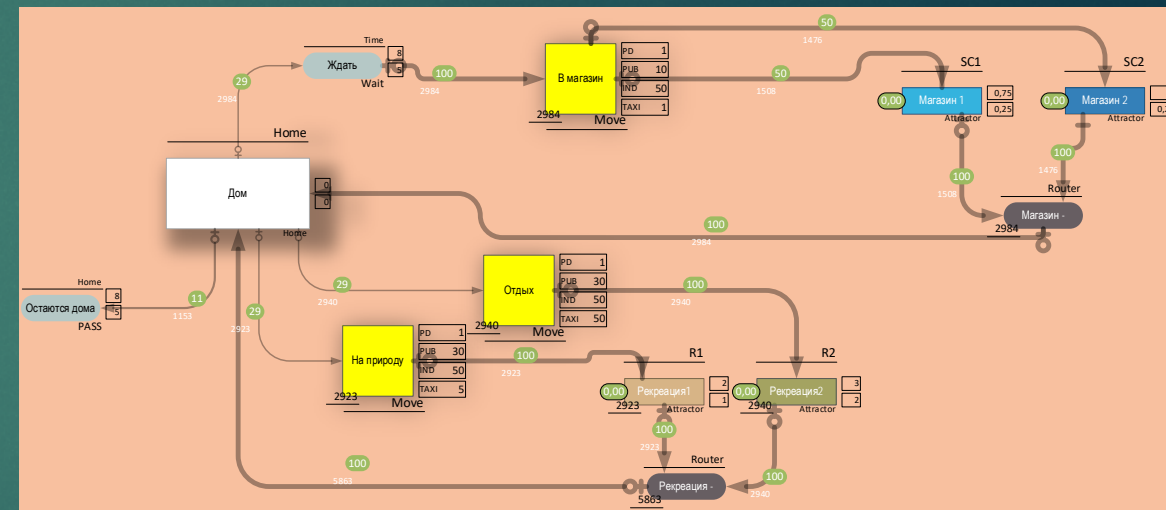 50
1476
Time
8
Ждать
5
Wait
100
2984
29
2984
В магазин
PD 1
PUB 10
IND 50
TAXI 1
2984
Move
50
1508
SC1
0,00
Магазин 1
0,75
0,25
Attractor
SC2
0,00
Магазин 2
Attractor
100
1508
100
1476
Router
Магазин -
2984
Home
Дом
0
0
Home
100
2984
Home
8
Остаются дома
5
PASS
11
1153
29
2923
29
2940
Отдых
PD 1
PUB 30
IND 50
TAXI 50
2940
Move
100
2940
На природу
PD 1
PUB 30
IND 50
TAXI 5
2923
Move
100
2923
R1
0,00
Рекреация1
2
1
2923
Attractor
R2
0,00
Рекреация2
3
2
2940
Attractor
100
2923
100
2940
Router
Рекреация -
5863
100
5863